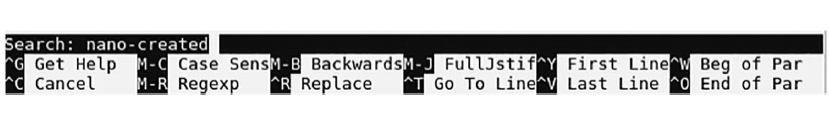 Search: nano-created
^G Get Help M-C Case SensM-B BackwardsM-J FullJstif^Y First Line^W Beg of Par
^C Cancel M-R Regexp ^R Replace ^T Go To Line^V Last Line ^O End of Par